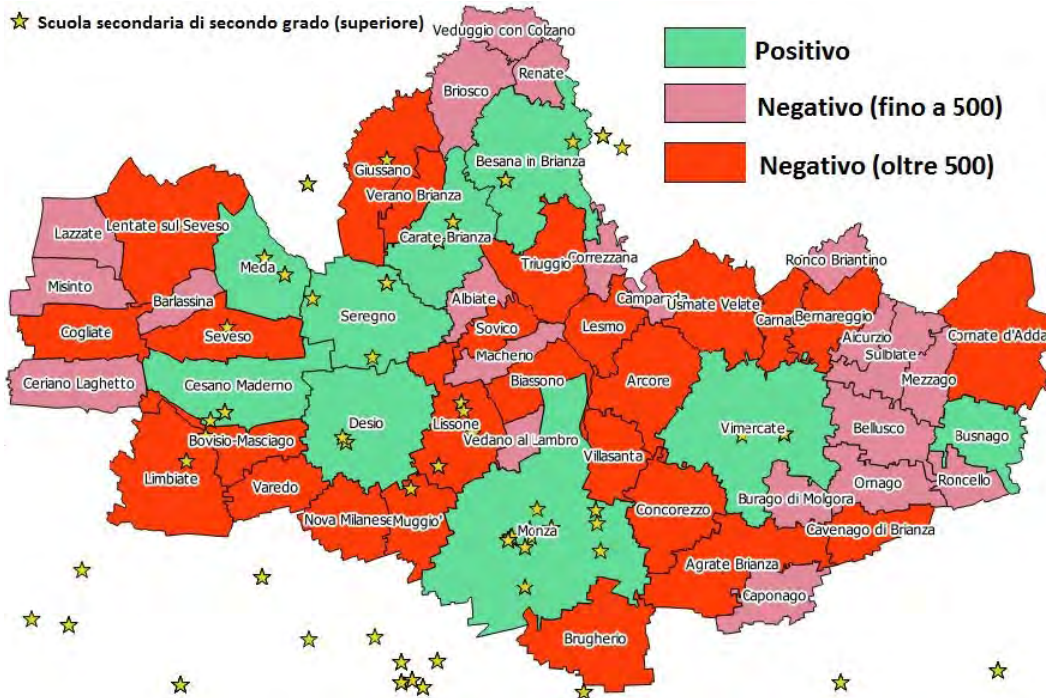 Scuola secondaria di secondo grado (superiore)
Positivo
Negativo (fino a 500)
Negativo (oltre 500)
Veduggio con Colzano
Renate
Briosco
Giussano
Besana in Brianza
Verano Brianza
Lazzate
Lentate sul Seveso
Carate Brianza
Meda
Triuggio
Correzzana
Ronco Briantino
Misinto
Barlassina
Albiate
Camparada
Usmate Velate
Carnate
Bernareggio
Cogliate
Seveso
Seregno
Sovico
Lesmo
Aicurzio
Cornate d'Adda
Macherio
Sulbiate
Ceriano Laghetto
Cesano Maderno
Biassono
Arcore
Mezzago
Desio
Lissone
Vimercate
Bellusco
Busnago
Bovisio-Masciago
Vedano al Lambro
Villasanta
Limbiate
Varedo
Burago di Molgora
Ornago
Roncello
Nova Milanese
Muggio'
Monza
Concorezzo
Cavenago di Brianza
Agrate Brianza
Caponago
Brugherio